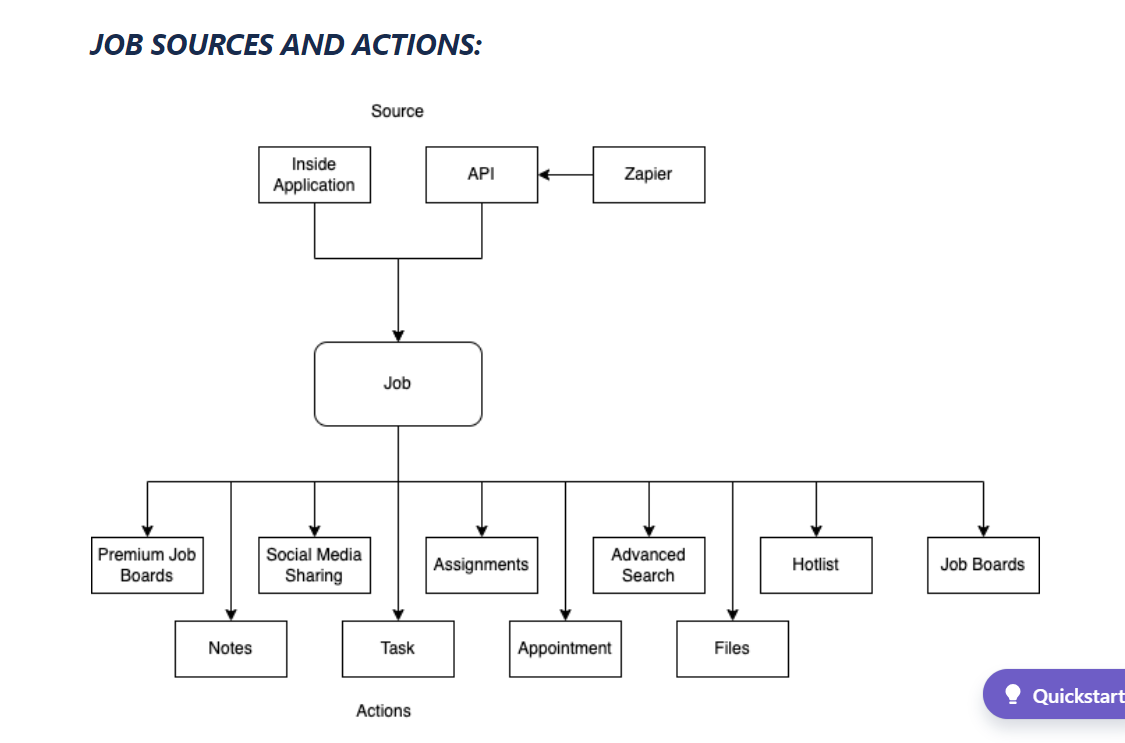 JOB SOURCES AND ACTIONS:
Source
Inside
Application
API
Zapier
Job
Premium Job
Boards
Social Media
Sharing
Assignments
Advanced
Search
Hotlist
Job Boards
Notes
Task
Appointment
Files
Quickstart
Actions